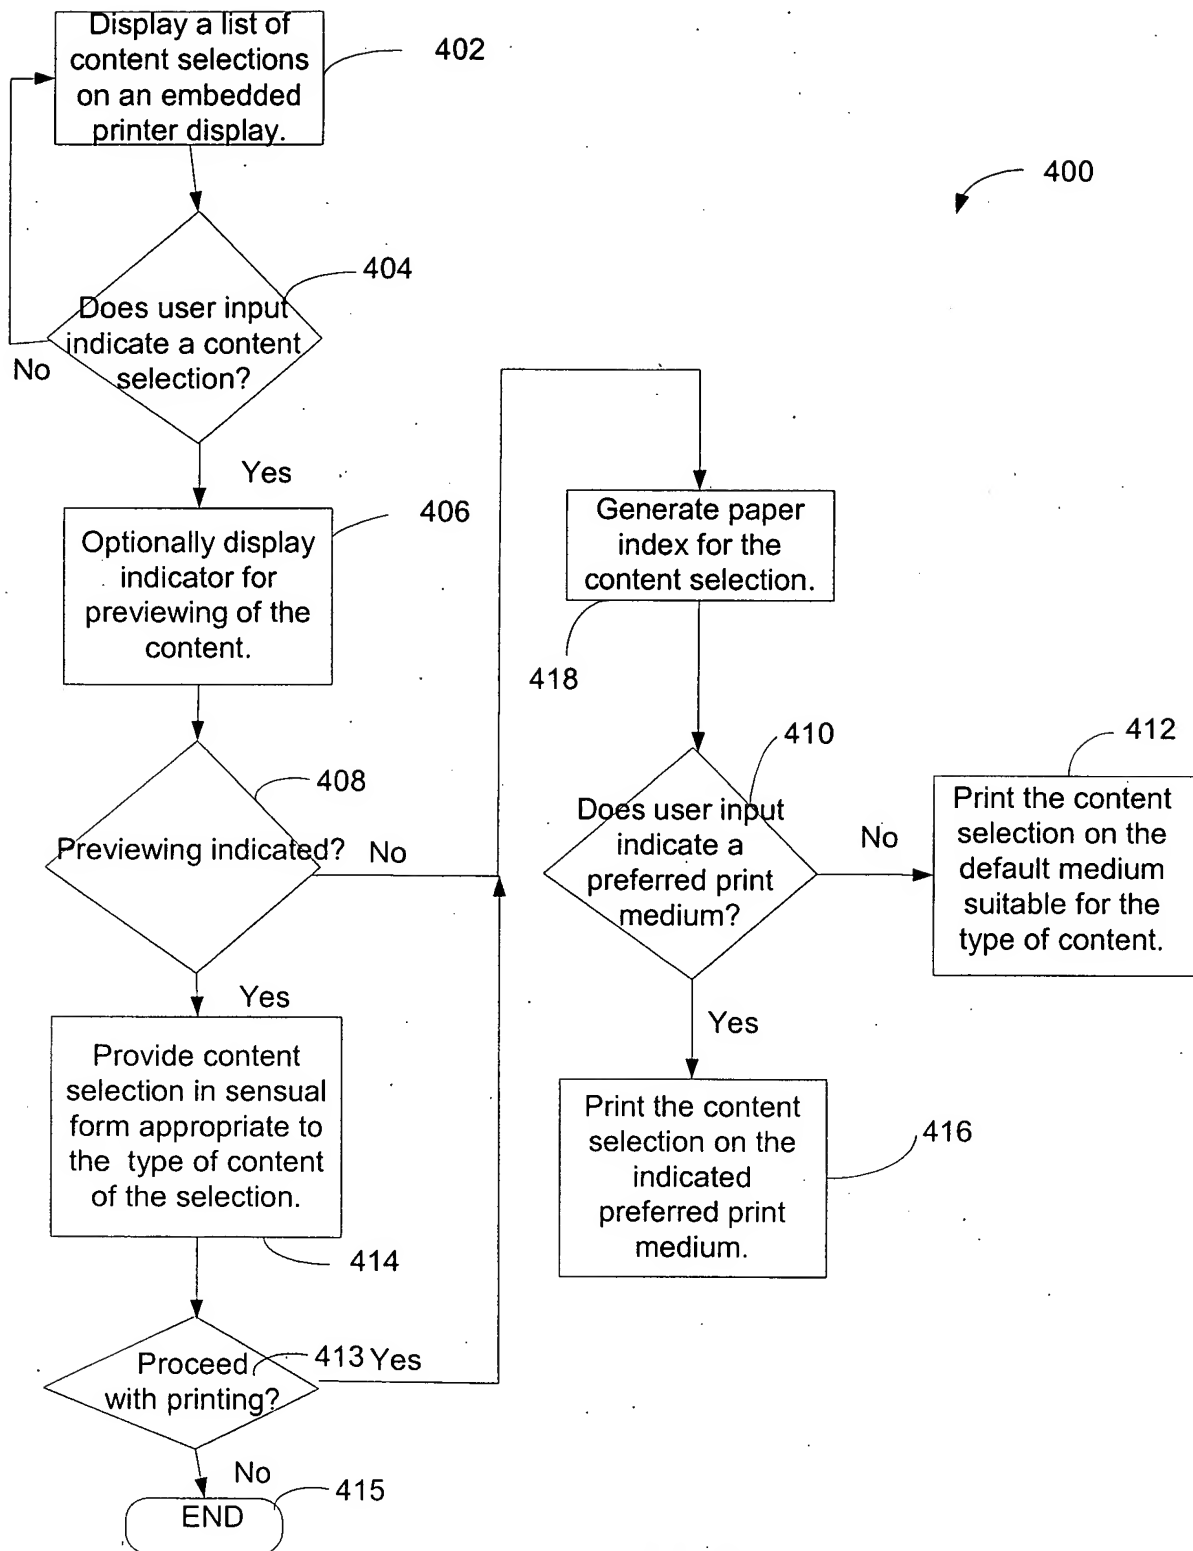 Display a list of
content selections
on an embedded
printer display.
402
400
404
Does user input
indicate a content
selection?
No
Yes
406
Optionally display
indicator for
previewing of the
content.
408
Previewing indicated?
No
Yes
Provide content
selection in sensual
form appropriate to
the type of content
of the selection.
414
Proceed
with printing?
413
Yes
No
END
415
Generate paper
index for the
content selection.
418
410
Does user input
indicate a
preferred print
medium?
No
412
Print the content
selection on the
default medium
suitable for the
type of content.
Yes
Print the content
selection on the
indicated
preferred print
medium.
416